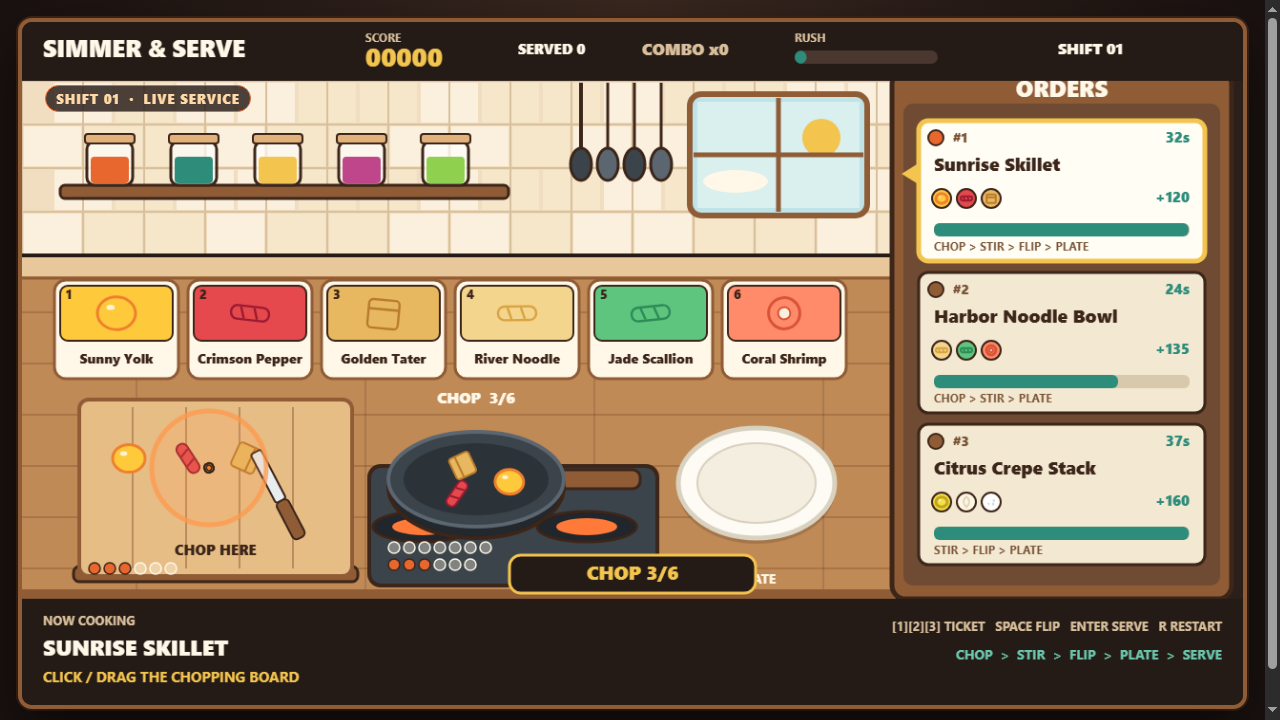 SIMMER & SERVE
SCORE
00000
SERVED 0
COMBO x0
RUSH
SHIFT 01
SHIFT 01 · LIVE SERVICE
ORDERS
#1
32s
Sunrise Skillet
+120
CHOP > STIR > FLIP > PLATE
#2
24s
Harbor Noodle Bowl
+135
CHOP > STIR > PLATE
#3
37s
Citrus Crepe Stack
+160
STIR > FLIP > PLATE
1
Sunny Yolk
2
Crimson Pepper
3
Golden Tater
4
River Noodle
5
Jade Scallion
6
Coral Shrimp
CHOP 3/6
CHOP HERE
CHOP 3/6
ATE
NOW COOKING
SUNRISE SKILLET
CLICK / DRAG THE CHOPPING BOARD
[1][2][3] TICKET SPACE FLIP ENTER SERVE R RESTART
CHOP > STIR > FLIP > PLATE > SERVE